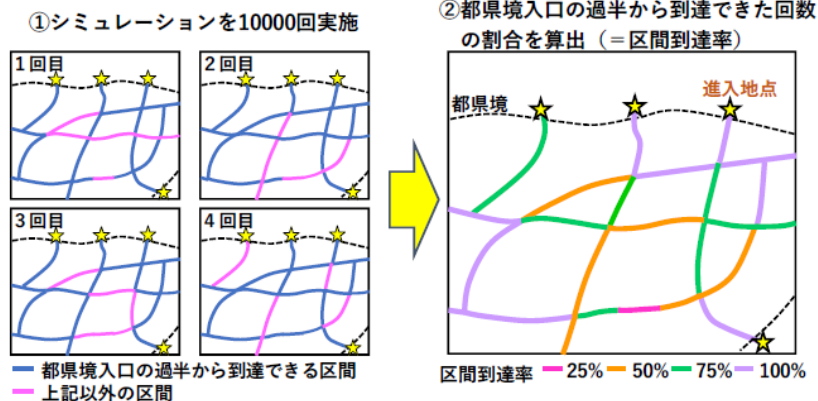 ①シミュレーションを10000回実施
②都県境入口の過半から到達できた回数
の割合を算出（＝区間到達率）
1回目
2回目
3回目
4回目
都県境
進入地点
都県境入口の過半から到達できる区間
上記以外の区間
区間到達率 25% 50% 75% 100%